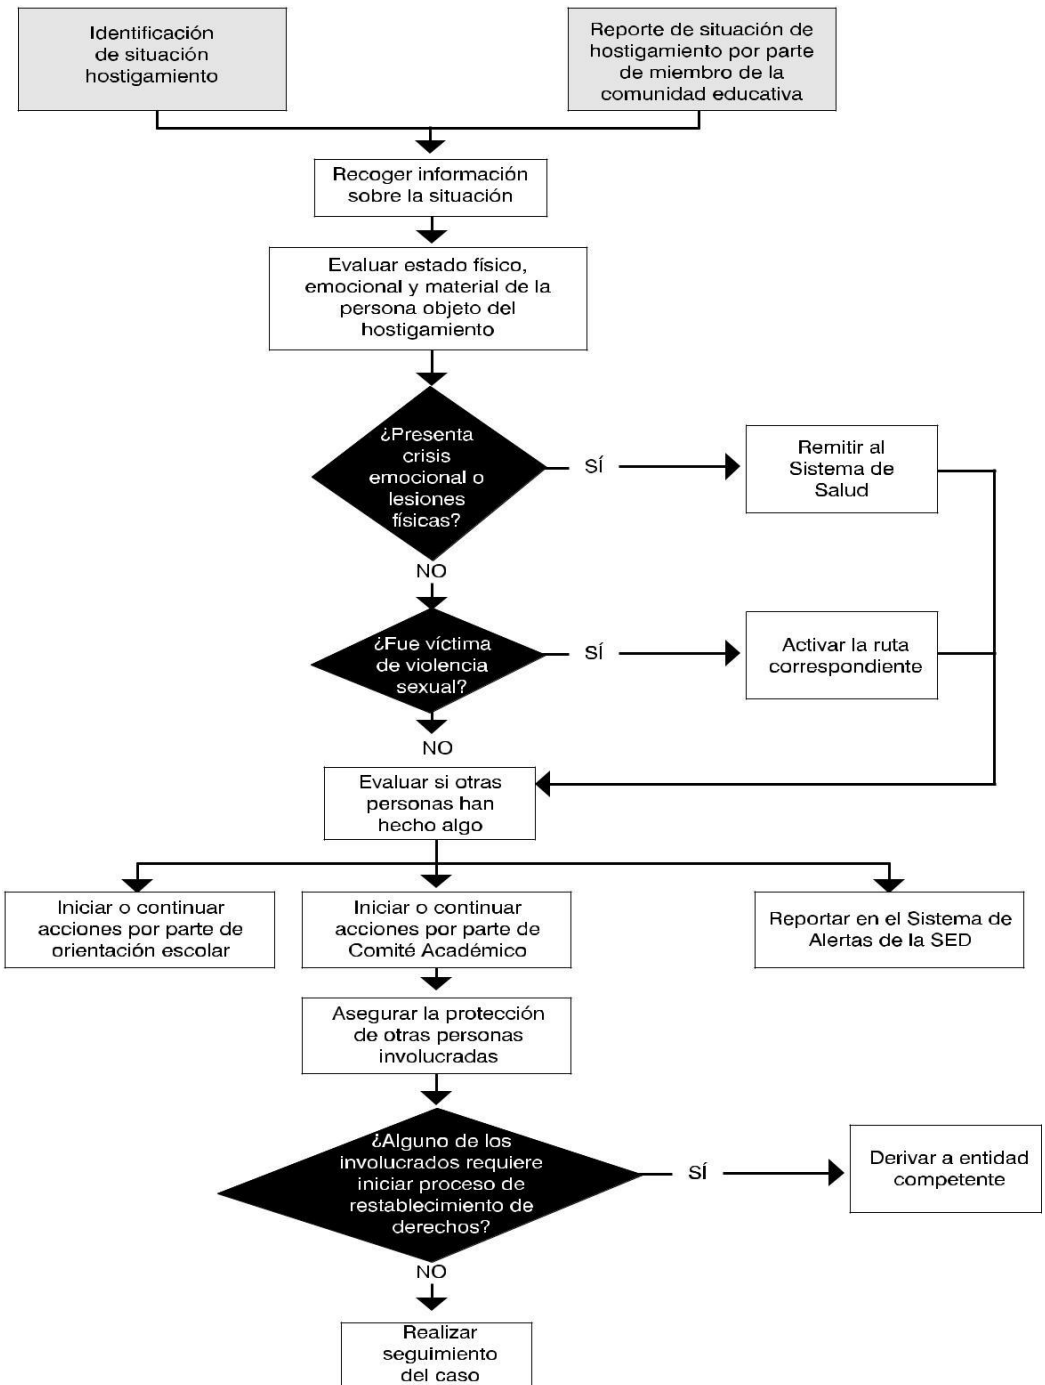 Identificación
de situación
hostigamiento
Reporte de situación de
hostigamiento por parte
de miembro de la
comunidad educativa
Recoger información
sobre la situación
Evaluar estado físico,
emocional y material de la
persona objeto del
hostigamiento
¿Presenta
crisis
emocional o
lesiones
físicas?
SÍ
Remitir al
Sistema de
Salud
NO
¿Fue víctima
de violencia
sexual?
SÍ
Activar la ruta
correspondiente
NO
Evaluar si otras
personas han
hecho algo
Iniciar o continuar
acciones por parte de
orientación escolar
Iniciar o continuar
acciones por parte de
Comité Académico
Reportar en el Sistema de
Alertas de la SED
Asegurar la protección
de otras personas
involucradas
¿Alguno de los
involucrados requiere
iniciar proceso de
restablecimiento de
derechos?
SÍ
Derivar a entidad
competente
NO
Realizar
seguimiento
del caso